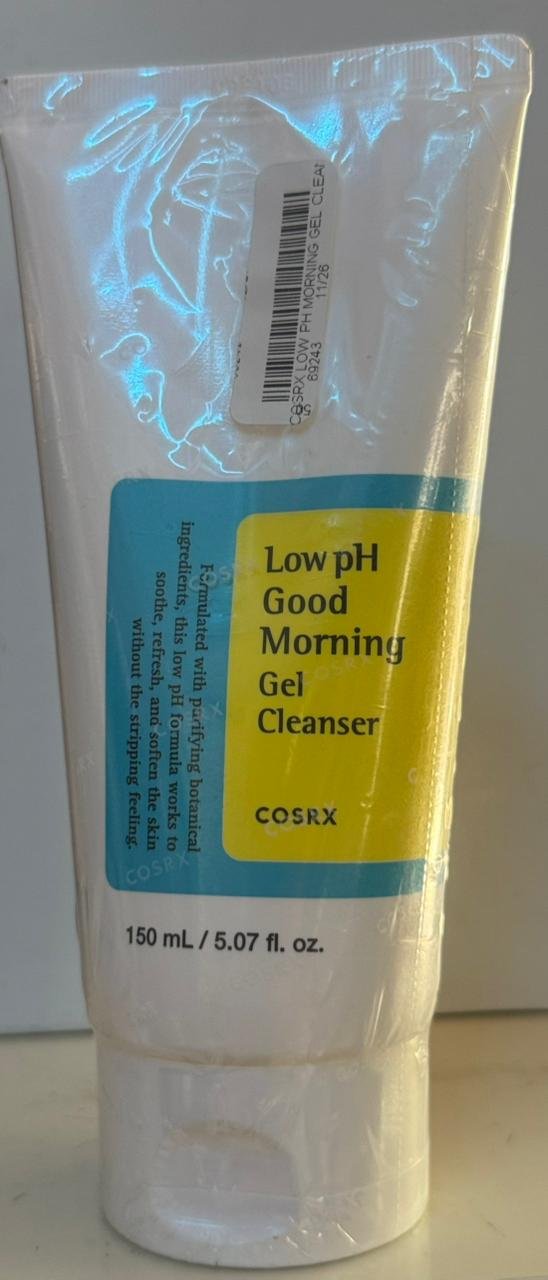 COSRX LOW PH MORNING GEL CLEA
69243 11/26
Low pH
Good
Morning
Gel
Cleanser
COSRX
Formulated with purifying botanical
ingredients, this low pH formula works to
soothe, refresh, and soften the skin
without the stripping feeling.
150 mL / 5.07 fl. oz.